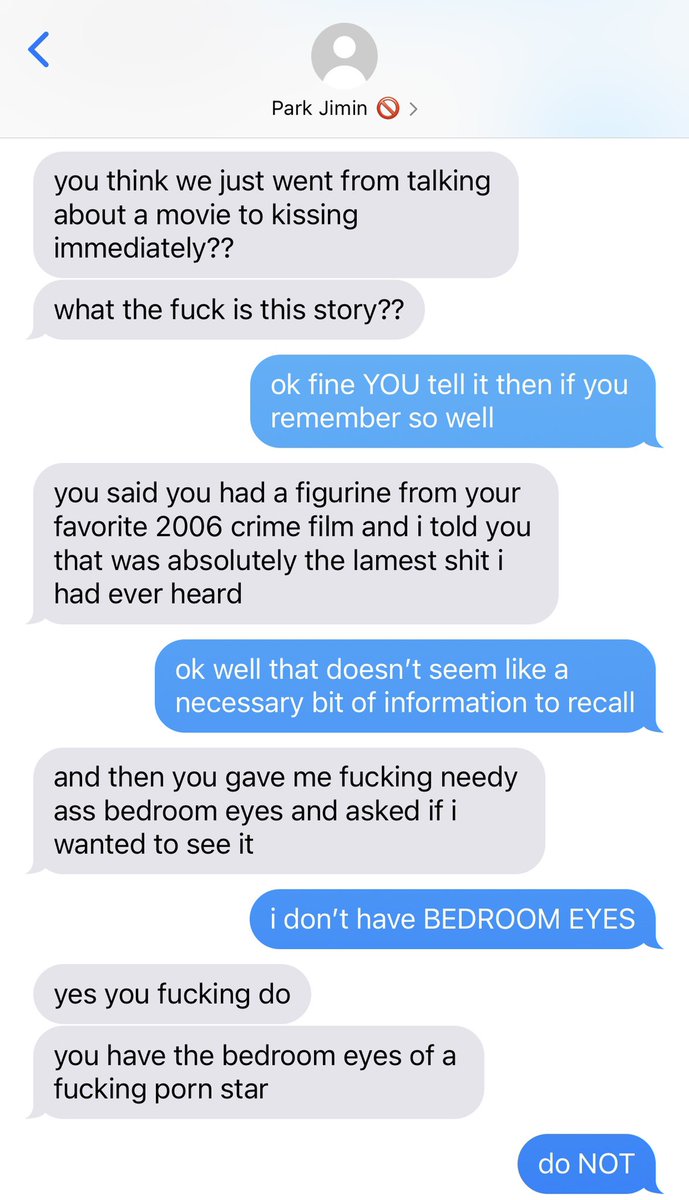 Park Jimin 🚫
you think we just went from talking
about a movie to kissing
immediately??
what the fuck is this story??
ok fine YOU tell it then if you
remember so well
you said you had a figurine from your
favorite 2006 crime film and i told you
that was absolutely the lamest shit i
had ever heard
ok well that doesn’t seem like a
necessary bit of information to recall
and then you gave me fucking needy
ass bedroom eyes and asked if i
wanted to see it
i don’t have BEDROOM EYES
yes you fucking do
you have the bedroom eyes of a
fucking porn star
do NOT